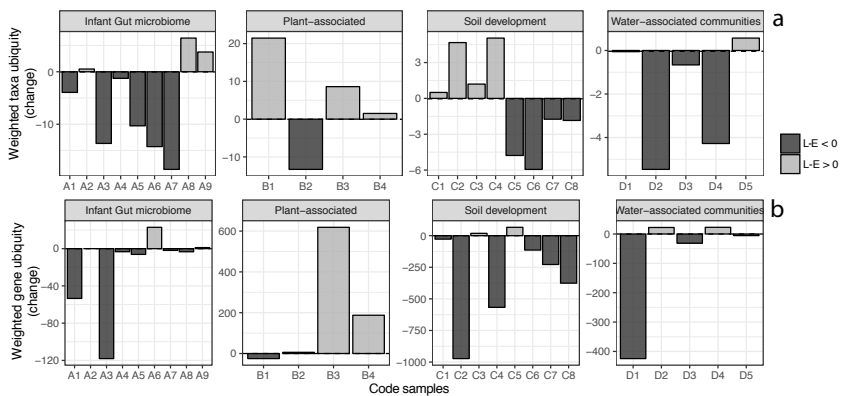 Infant Gut microbiome Plant−associated Soil development Water−associated communities a
Weighted taxa ubiquity
(change)
0
−10
20
10
0
−10
3
0
−3
−6
0
−2
−4
A1 A2 A3 A4 A5 A6 A7 A8 A9
B1 B2 B3 B4
C1 C2 C3 C4 C5 C6 C7 C8
D1 D2 D3 D4 D5
L-E < 0
L-E > 0
Infant Gut microbiome Plant−associated Soil development Water−associated communities b
Weighted gene ubiquity
(change)
0
−40
−80
−120
600
400
200
0
0
−250
−500
−750
−1000
0
−100
−200
−300
−400
A1 A2 A3 A4 A5 A6 A7 A8 A9
B1 B2 B3 B4
C1 C2 C3 C4 C5 C6 C7 C8
D1 D2 D3 D4 D5
Code samples